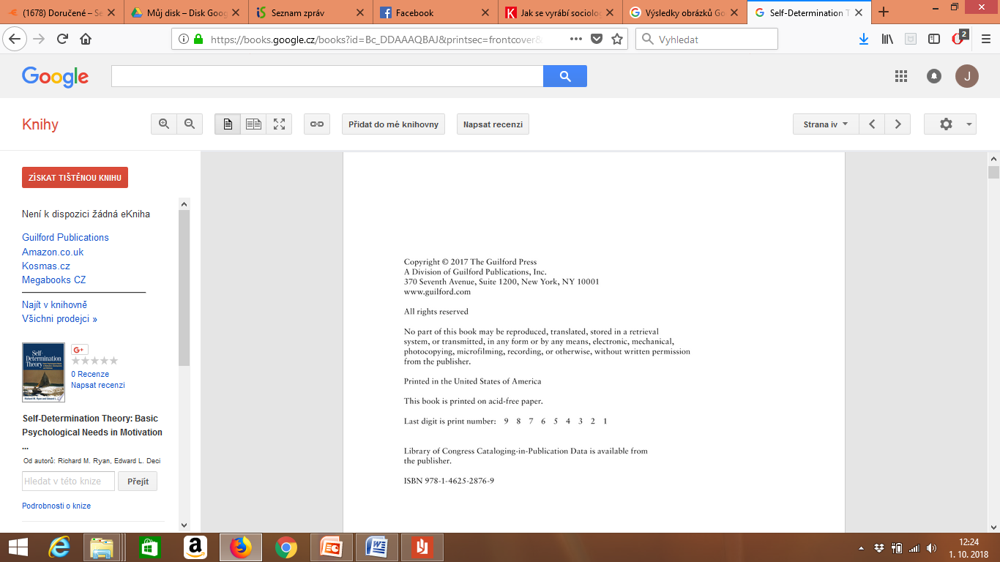 (1678) Doručené – Se
Můj disk – Disk Goog
Seznam zpráv
Facebook
Jak se vyrábí sociolog
Výsledky obrázků Go
Self-Determination T
https://books.google.cz/books?id=Bc_DDAAAQBAJ&printsec=frontcover&
Vyhledat
2
Google
J
Knihy
Přidat do mé knihovny
Napsat recenzi
Strana iv
ZÍSKAT TIŠTĚNOU KNIHU
Není k dispozici žádná eKniha
Guilford Publications
Amazon.co.uk
Kosmas.cz
Megabooks CZ
Najít v knihovně
Všichni prodejci »
Self-Determination Theory
Richard M. Ryan and Edward L.
G+
0 Recenze
Napsat recenzi
Self-Determination Theory: Basic
Psychological Needs in Motivation
...
Od autorů: Richard M. Ryan, Edward L. Deci
Hledat v této knize
Přejít
Podrobnosti o knize
Copyright © 2017 The Guilford Press
A Division of Guilford Publications, Inc.
370 Seventh Avenue, Suite 1200, New York, NY 10001
www.guilford.com
All rights reserved
No part of this book may be reproduced, translated, stored in a retrieval
system, or transmitted, in any form or by any means, electronic, mechanical,
photocopying, microfilming, recording, or otherwise, without written permission
from the publisher.
Printed in the United States of America
This book is printed on acid-free paper.
Last digit is print number: 9 8 7 6 5 4 3 2 1
Library of Congress Cataloging-in-Publication Data is available from
the publisher.
ISBN 978-1-4625-2876-9
12:24
1. 10. 2018